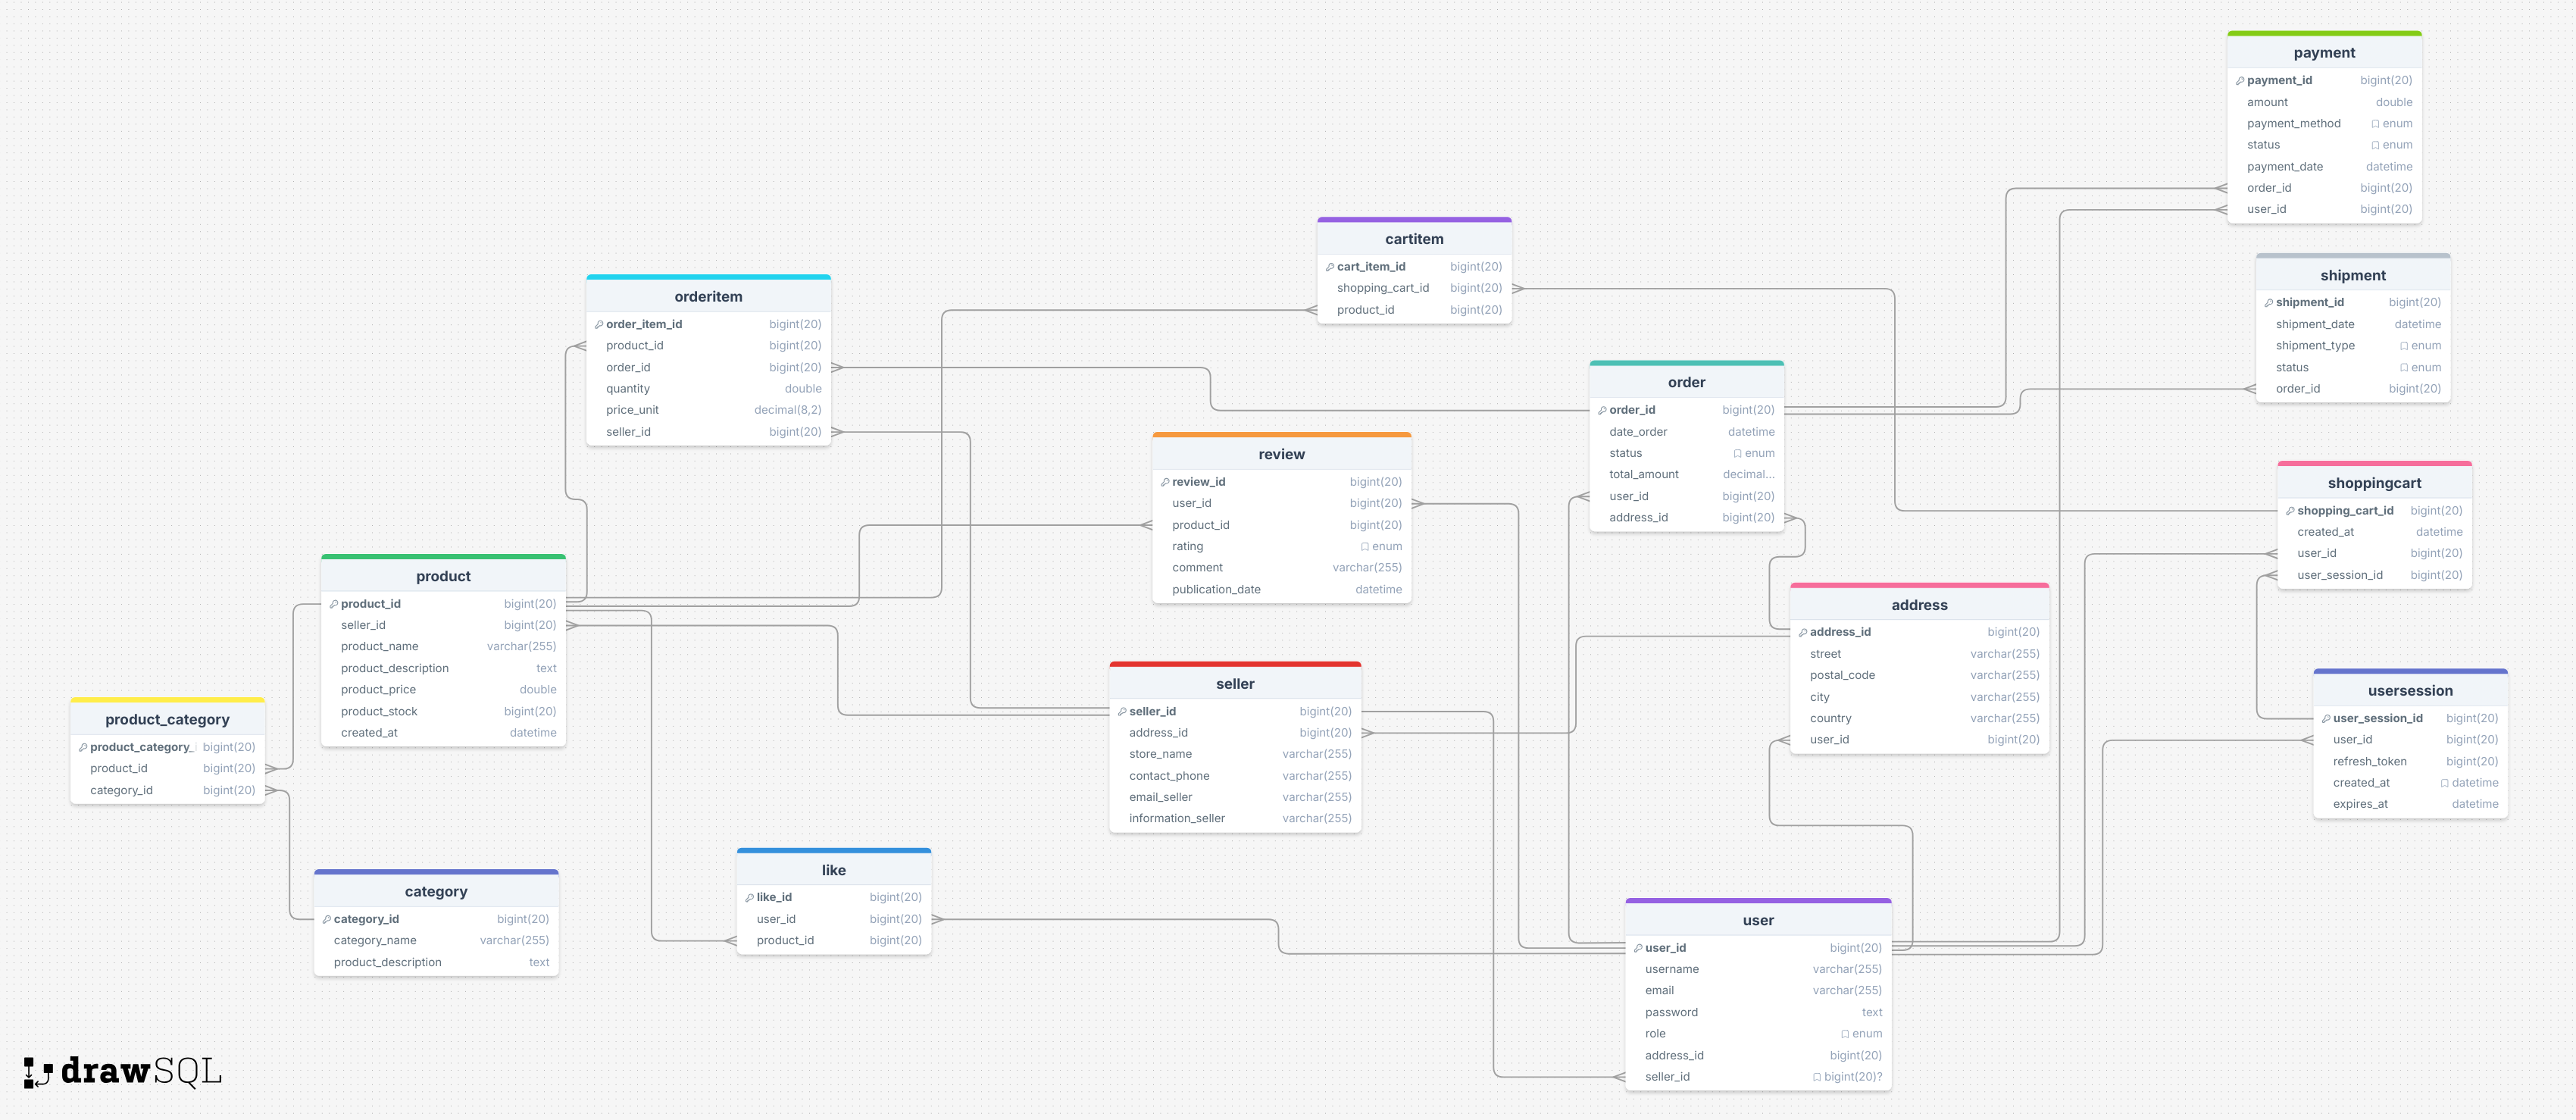 payment
payment_id bigint(20)
amount double
payment_method enum
status enum
payment_date datetime
order_id bigint(20)
user_id bigint(20)
cartitem
cart_item_id bigint(20)
shopping_cart_id bigint(20)
product_id bigint(20)
shipment
shipment_id bigint(20)
shipment_date datetime
shipment_type enum
status enum
order_id bigint(20)
orderitem
order_item_id bigint(20)
product_id bigint(20)
order_id bigint(20)
quantity double
price_unit decimal(8,2)
seller_id bigint(20)
order
order_id bigint(20)
date_order datetime
status enum
total_amount decimal...
user_id bigint(20)
address_id bigint(20)
review
review_id bigint(20)
user_id bigint(20)
product_id bigint(20)
rating enum
comment varchar(255)
publication_date datetime
shoppingcart
shopping_cart_id bigint(20)
created_at datetime
user_id bigint(20)
user_session_id bigint(20)
product
product_id bigint(20)
seller_id bigint(20)
product_name varchar(255)
product_description text
product_price double
product_stock bigint(20)
created_at datetime
address
address_id bigint(20)
street varchar(255)
postal_code varchar(255)
city varchar(255)
country varchar(255)
user_id bigint(20)
seller
seller_id bigint(20)
address_id bigint(20)
store_name varchar(255)
contact_phone varchar(255)
email_seller varchar(255)
information_seller varchar(255)
usersession
user_session_id bigint(20)
user_id bigint(20)
refresh_token bigint(20)
created_at datetime
expires_at datetime
product_category
product_category_ bigint(20)
product_id bigint(20)
category_id bigint(20)
like
like_id bigint(20)
user_id bigint(20)
product_id bigint(20)
category
category_id bigint(20)
category_name varchar(255)
product_description text
user
user_id bigint(20)
username varchar(255)
email varchar(255)
password text
role enum
address_id bigint(20)
seller_id bigint(20)?
drawSQL